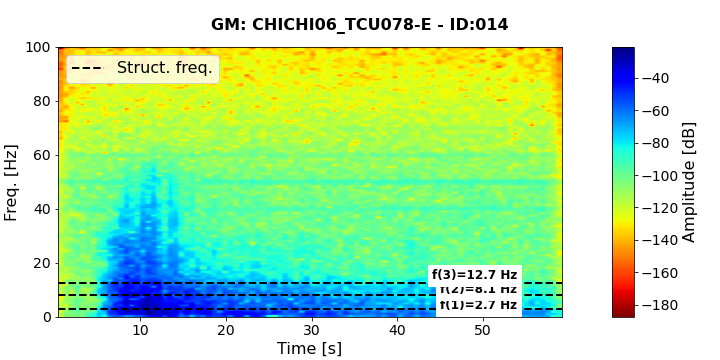 GM: CHICHI06_TCU078-E - ID:014
100
80
60
40
20
0
Freq. [Hz]
Struct. freq.
f(3)=12.7 Hz
f(2)=8.1 Hz
f(1)=2.7 Hz
10
20
30
40
50
Time [s]
−40
−60
−80
−100
−120
−140
−160
−180
Amplitude [dB]